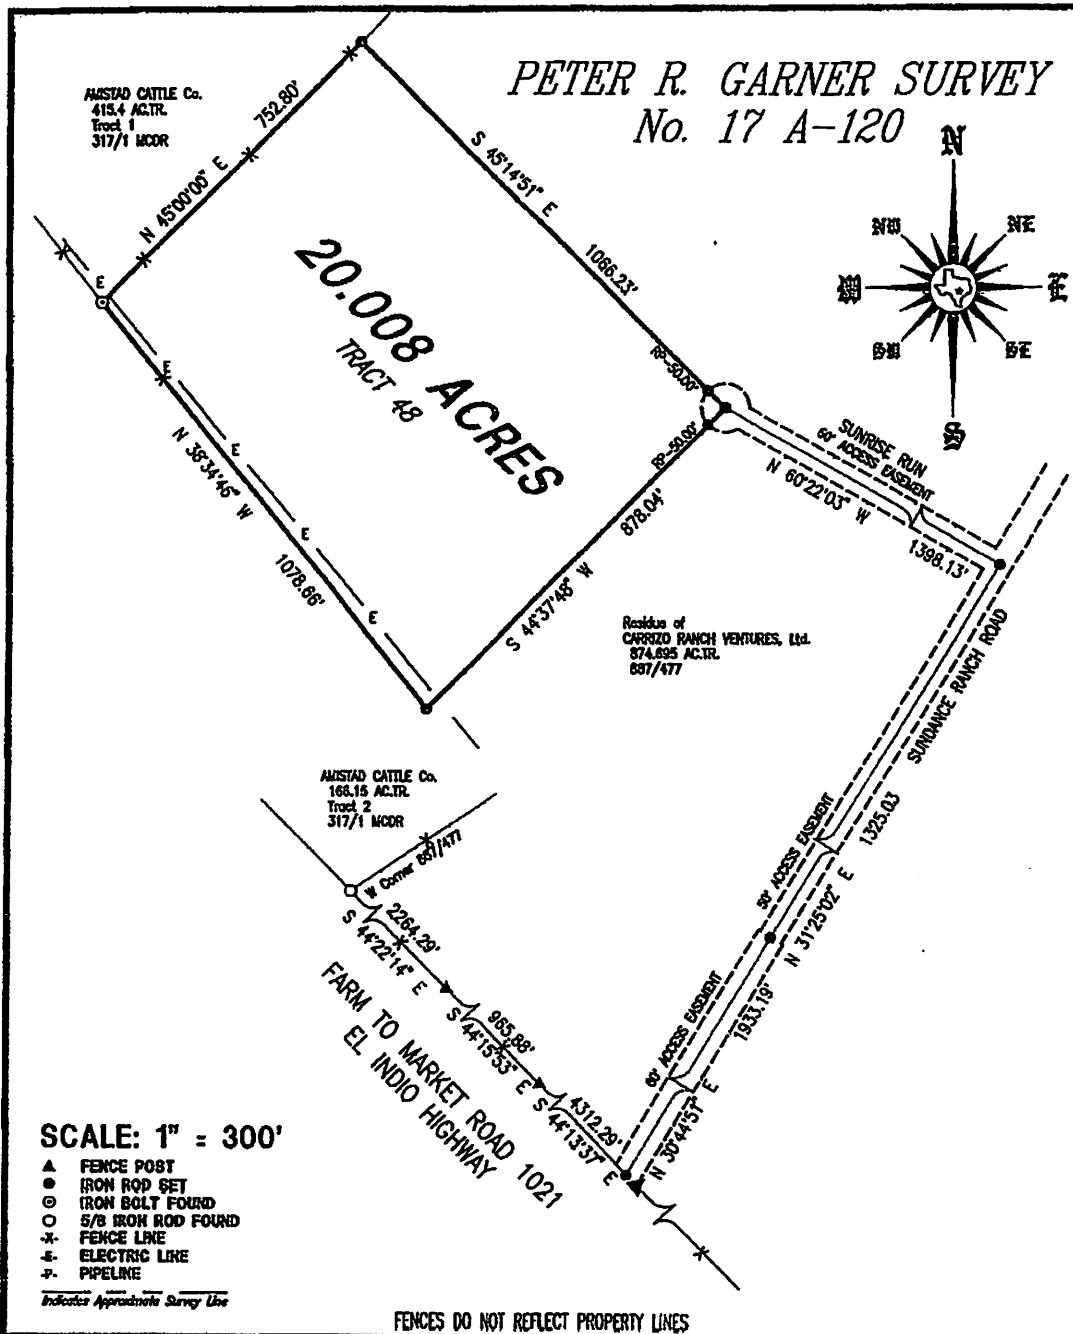 PETER R. GARNER SURVEY
No. 17 A-120
AMISTAD CATTLE Co.
415.4 AC.TR.
Tract 1
317/1 MCDR
N 45°00'00" E
752.80'
S 45°14'51" E
1066.23'
N
NW
NE
W
E
SW
SE
S
20.008 ACRES
TRACT 48
E
E
E
E
E
N 38°34'46" W
1078.66'
RP-50.00'
RP-50.00'
878.04'
S 44°37'48" W
SUNRISE RUN
60' ACCESS EASEMENT
N 60°22'03" W
1398.13'
Residue of
CARRIZO RANCH VENTURES, Ltd.
874.695 AC.TR.
687/477
SUNDANCE RANCH ROAD
50' ACCESS EASEMENT
1325.03
N 31°25'02" E
60' ACCESS EASEMENT
1933.19'
N 30°44'51" E
AMISTAD CATTLE Co.
166.15 AC.TR.
Tract 2
317/1 MCDR
W Corner 687/477
2264.29'
S 44°22'14" E
965.88'
S 44°15'53" E
4312.29'
S 44°13'37" E
FARM TO MARKET ROAD 1021
EL INDIO HIGHWAY
SCALE: 1" = 300'
FENCE POST
IRON ROD SET
IRON BOLT FOUND
5/8 IRON ROD FOUND
-X- FENCE LINE
-E- ELECTRIC LINE
-P- PIPELINE
Indicates Approximate Survey Line
FENCES DO NOT REFLECT PROPERTY LINES